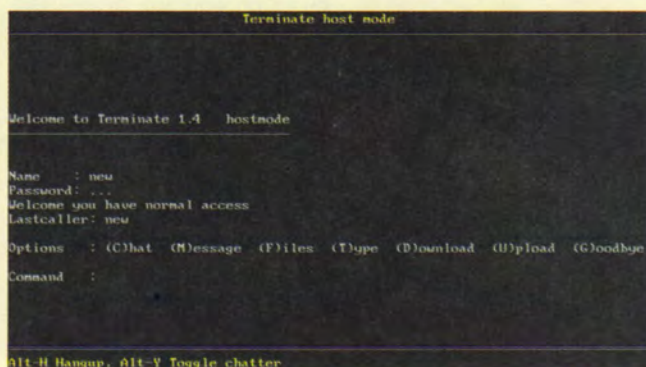 Terminate host mode
Welcome to Terminate 1.4 hostmode
Name : new
Password: ...
Welcome you have normal access
Lastcaller: new
Options : (C)hat (M)essage (F)iles (T)ype (D)ownload (U)pload (G)oodbye
Command :
Alt-H Hangup, Alt-Y Toggle chatter